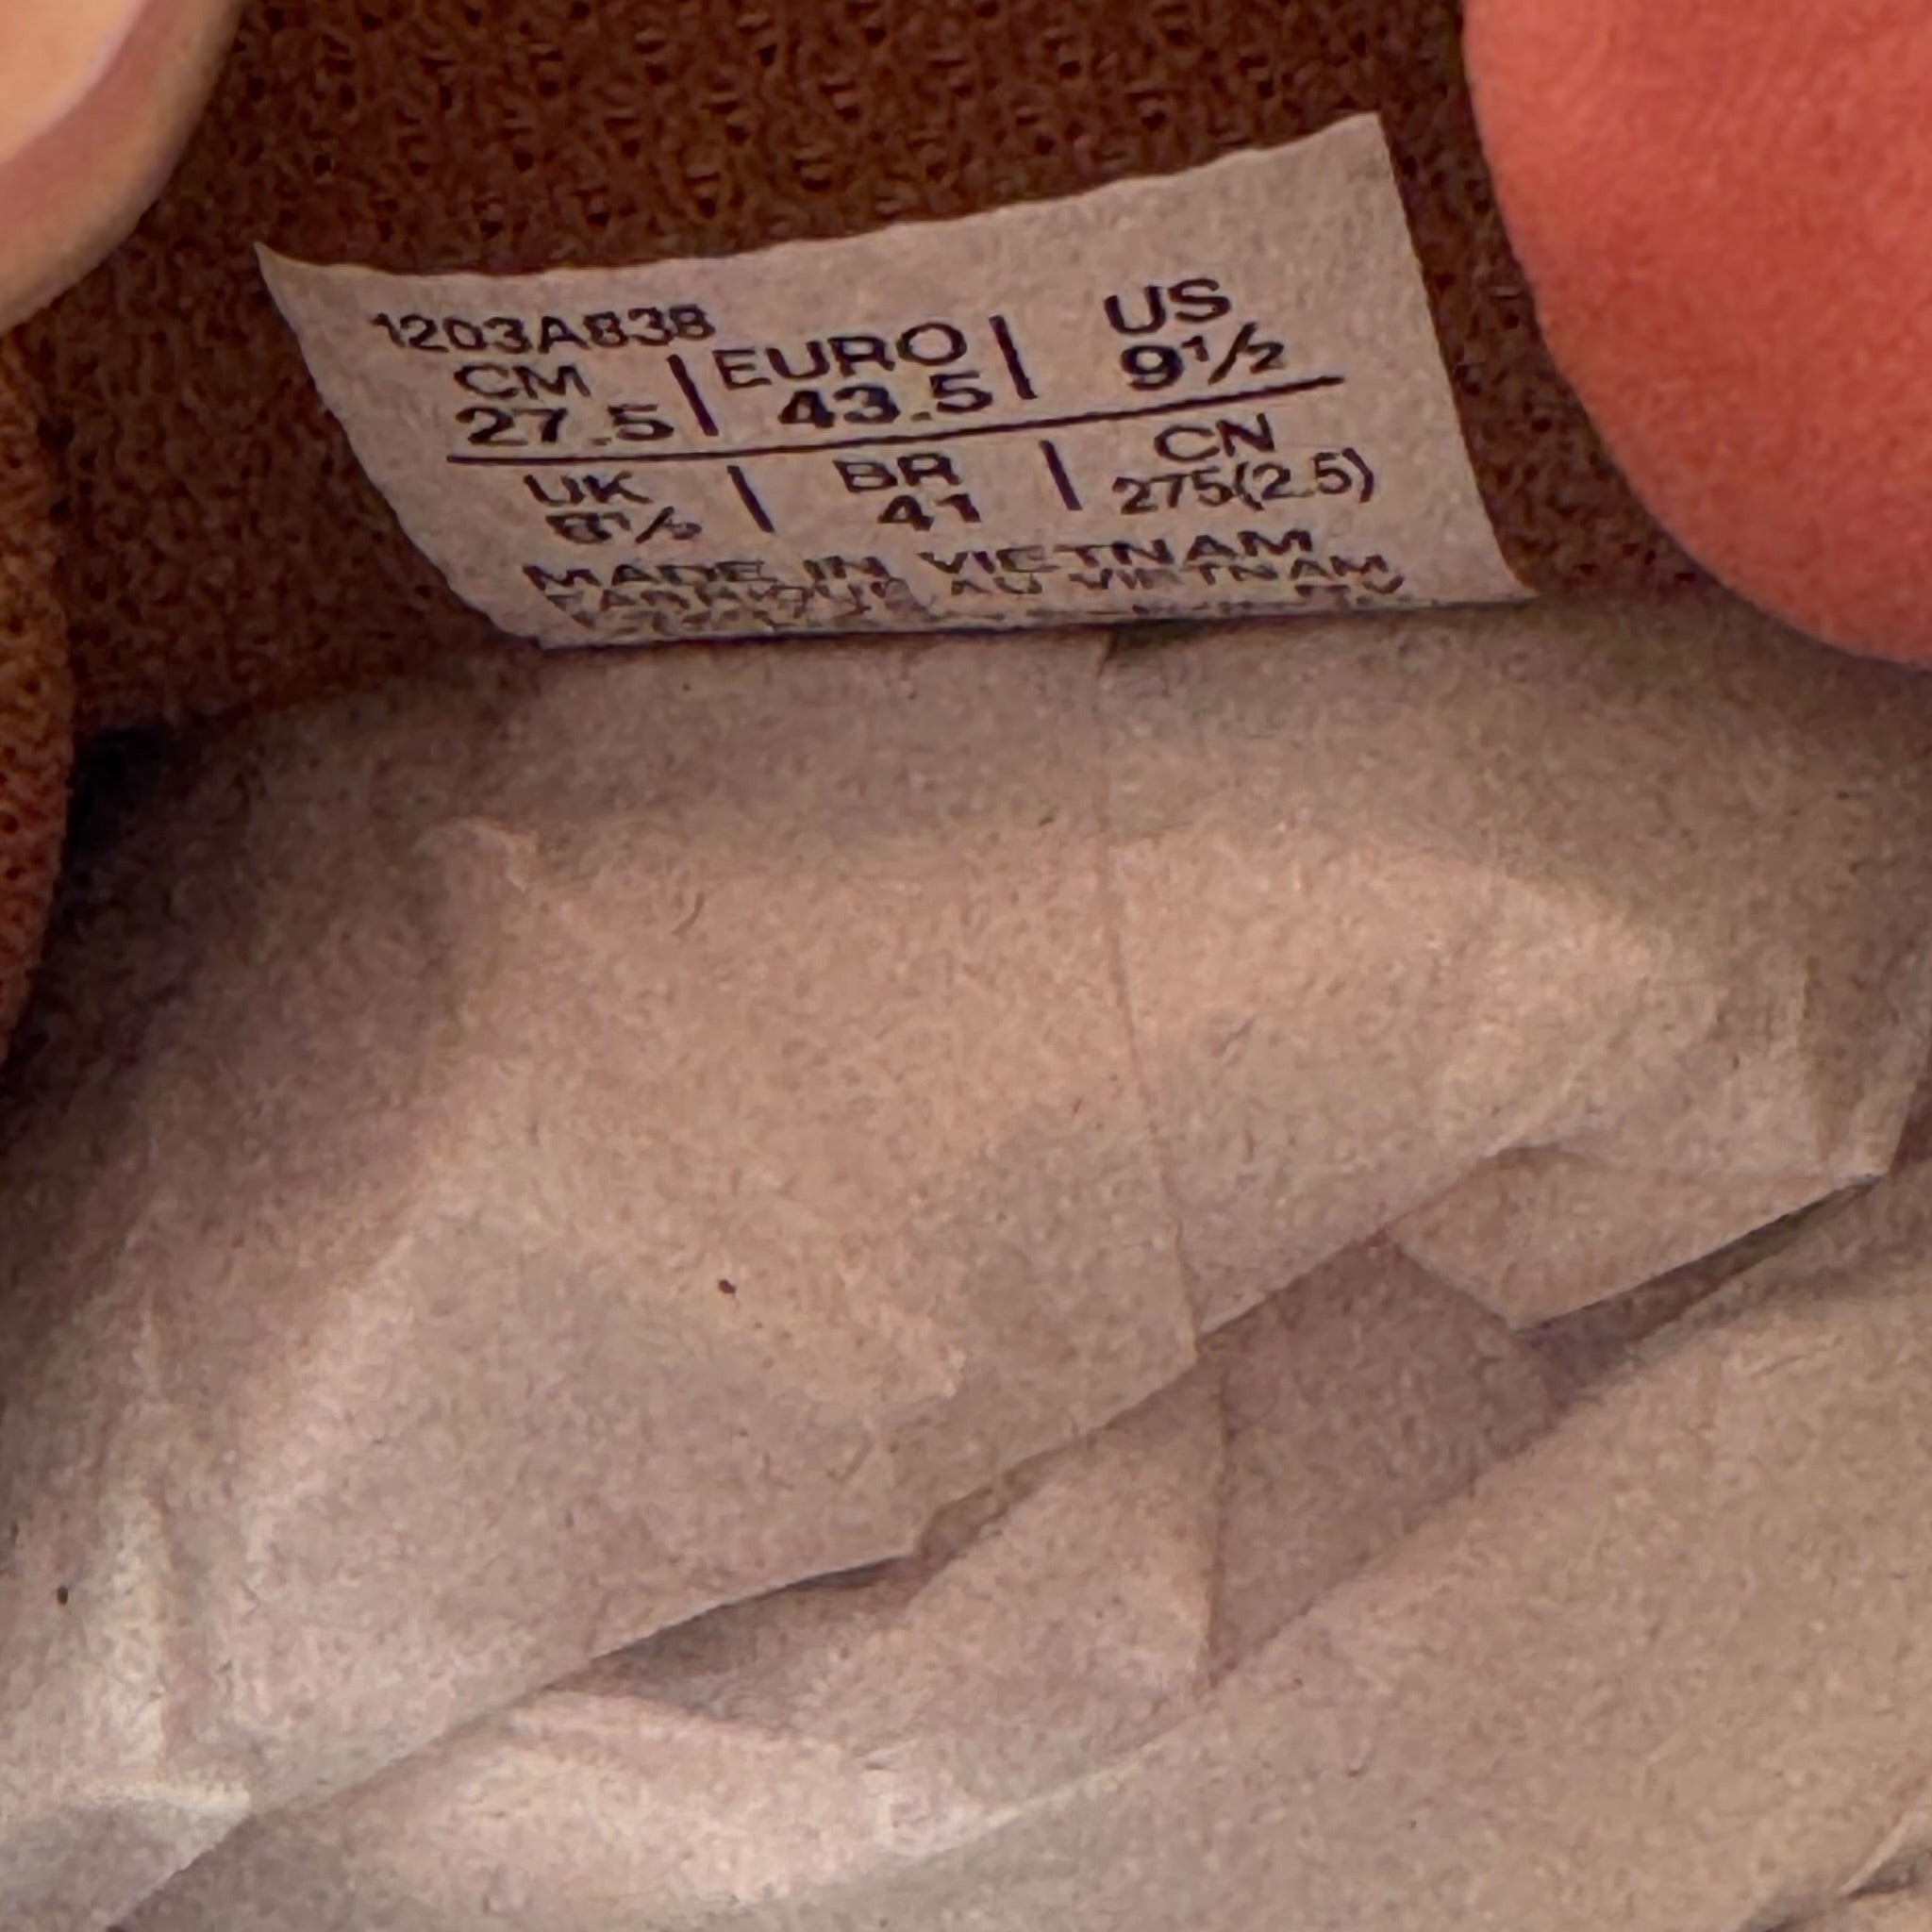 1203A838
CM | EURO | US
27.5 | 43.5 | 9½
UK | BR | CN
8½ | 41 | 275(2.5)
MADE IN VIETNAM
FABRIQUÉ AU VIETNAM